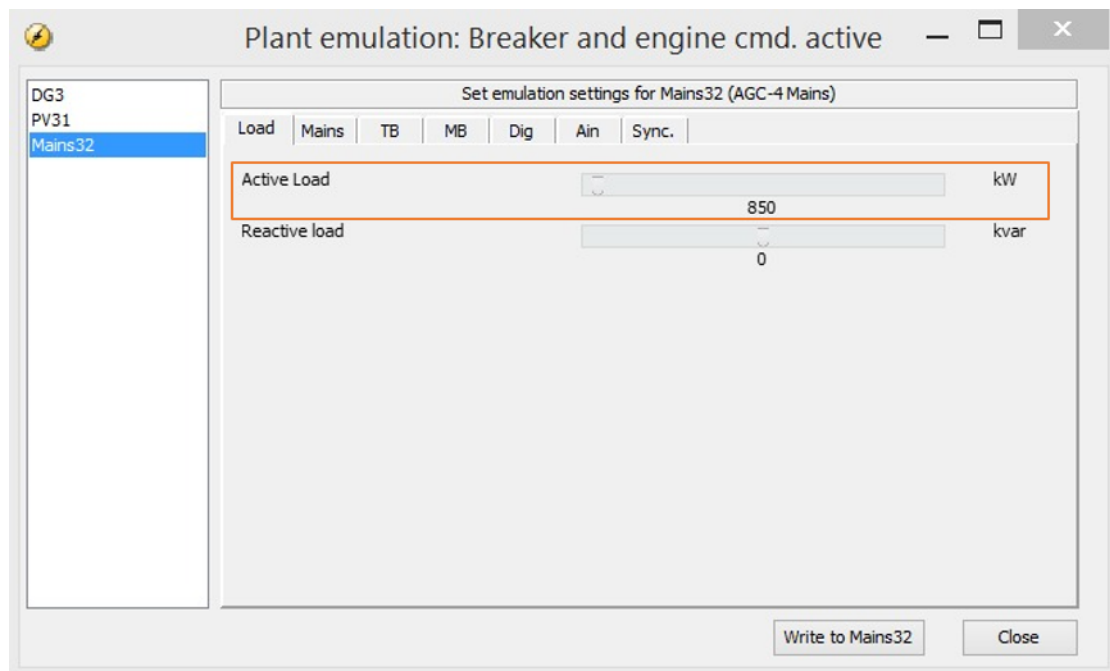 Plant emulation: Breaker and engine cmd. active
DG3
PV31
Mains32
Set emulation settings for Mains32 (AGC-4 Mains)
Load Mains TB MB Dig Ain Sync.
Active Load kW
850
Reactive load kvar
0
Write to Mains32 Close